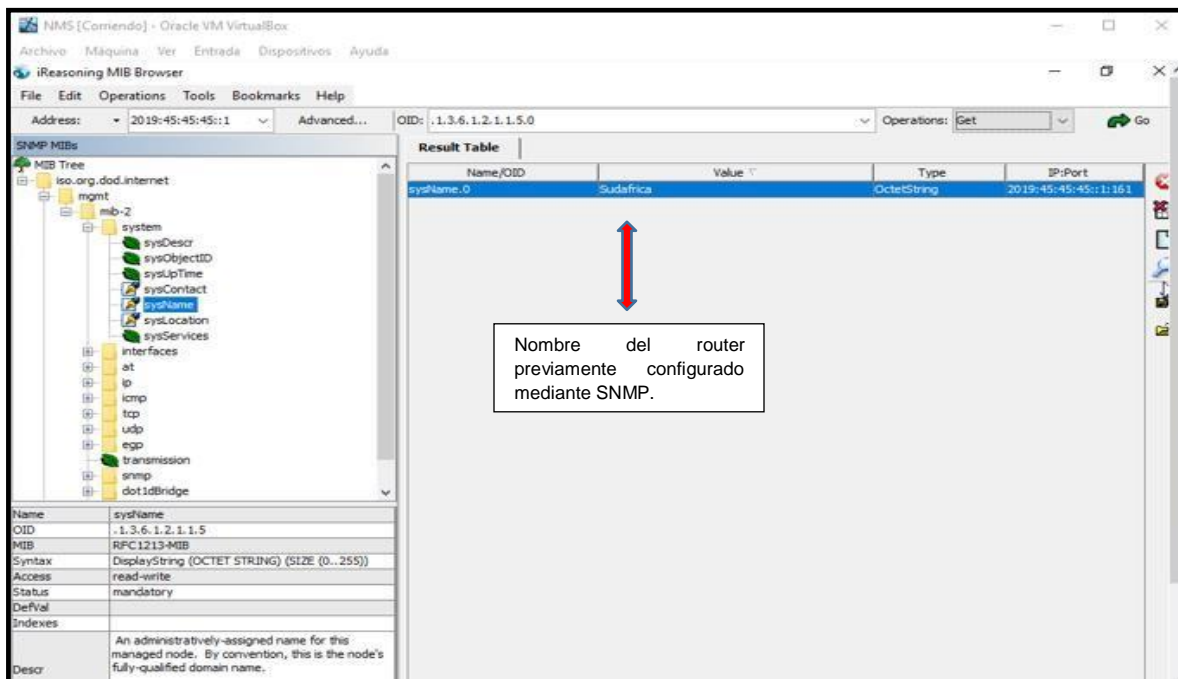 NMS [Corriendo] - Oracle VM VirtualBox
Archivo Máquina Ver Entrada Dispositivos Ayuda
iReasoning MIB Browser
File Edit Operations Tools Bookmarks Help
Address: 2019:45:45:45::1 Advanced... OID: .1.3.6.1.2.1.1.5.0 Operations: Get Go
SNMP MIBs
MIB Tree
iso.org.dod.internet
mgmt
mib-2
system
sysDescr
sysObjectID
sysUpTime
sysContact
sysName
sysLocation
sysServices
interfaces
at
ip
icmp
tcp
udp
egp
transmission
snmp
dot1dBridge
Name sysName
OID .1.3.6.1.2.1.1.5
MIB RFC1213-MIB
Syntax DisplayString (OCTET STRING) (SIZE (0..255))
Access read-write
Status mandatory
DefVal
Indexes
Descr An administratively-assigned name for this
managed node. By convention, this is the node's
fully-qualified domain name.
Result Table
Name/OID Value Type IP:Port
sysName.0 Sudafrica OctetString 2019:45:45:45::1:161
Nombre del router
previamente configurado
mediante SNMP.